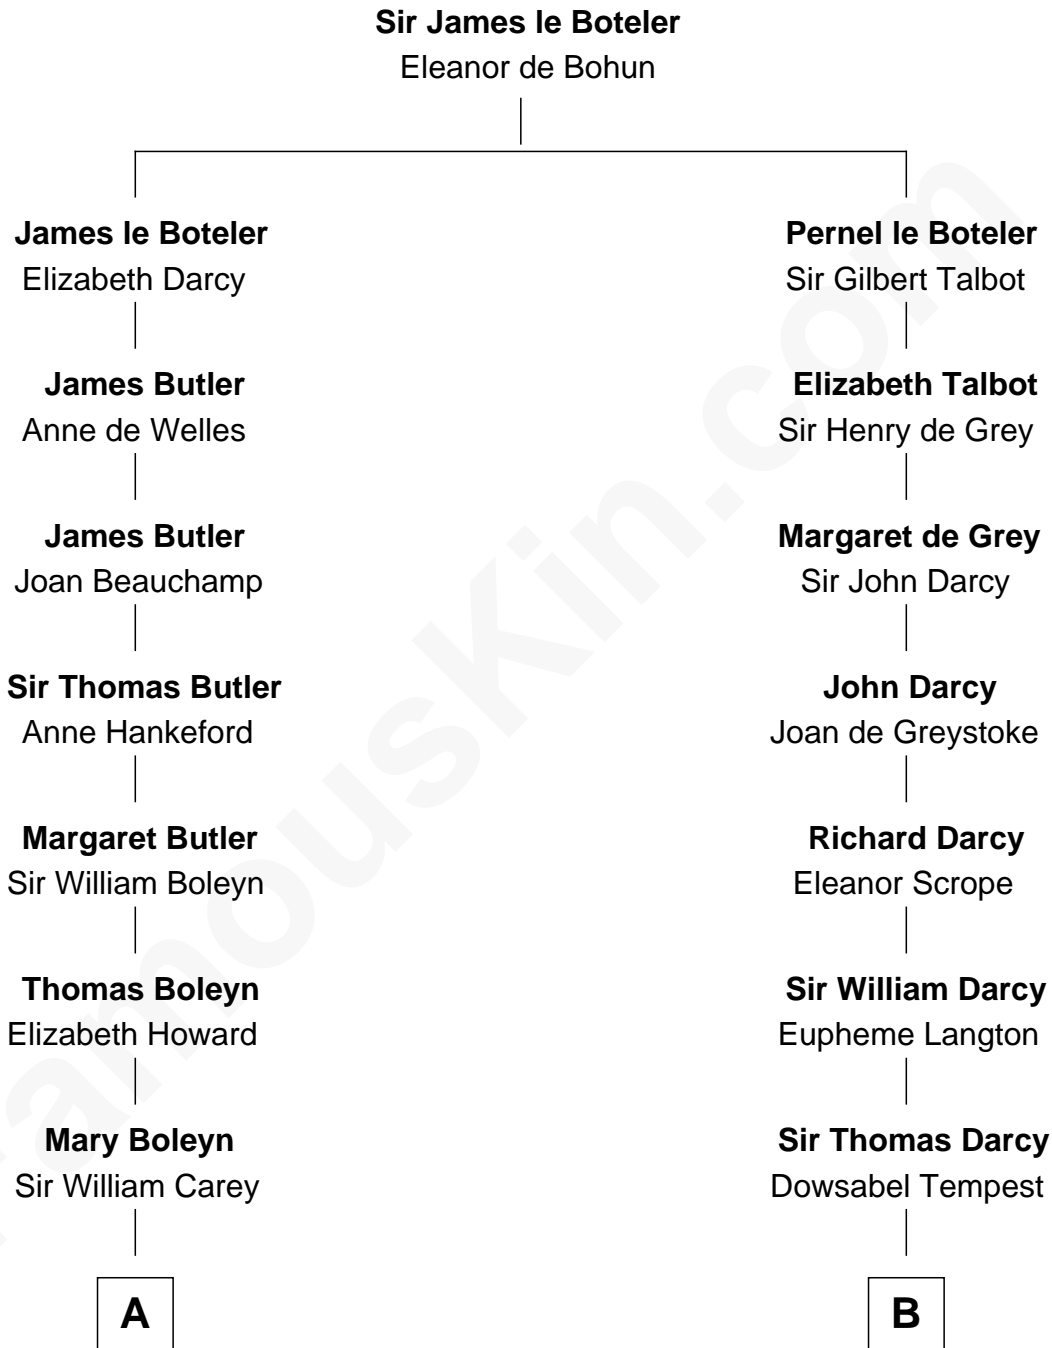 Sir James le Boteler
Eleanor de Bohun
James le Boteler
Elizabeth Darcy
Pernel le Boteler
Sir Gilbert Talbot
James Butler
Anne de Welles
Elizabeth Talbot
Sir Henry de Grey
James Butler
Joan Beauchamp
Margaret de Grey
Sir John Darcy
Sir Thomas Butler
Anne Hankeford
John Darcy
Joan de Greystoke
Margaret Butler
Sir William Boleyn
Richard Darcy
Eleanor Scrope
Thomas Boleyn
Elizabeth Howard
Sir William Darcy
Eupheme Langton
Mary Boleyn
Sir William Carey
Sir Thomas Darcy
Dowsabel Tempest
A
B
FamousKin.com